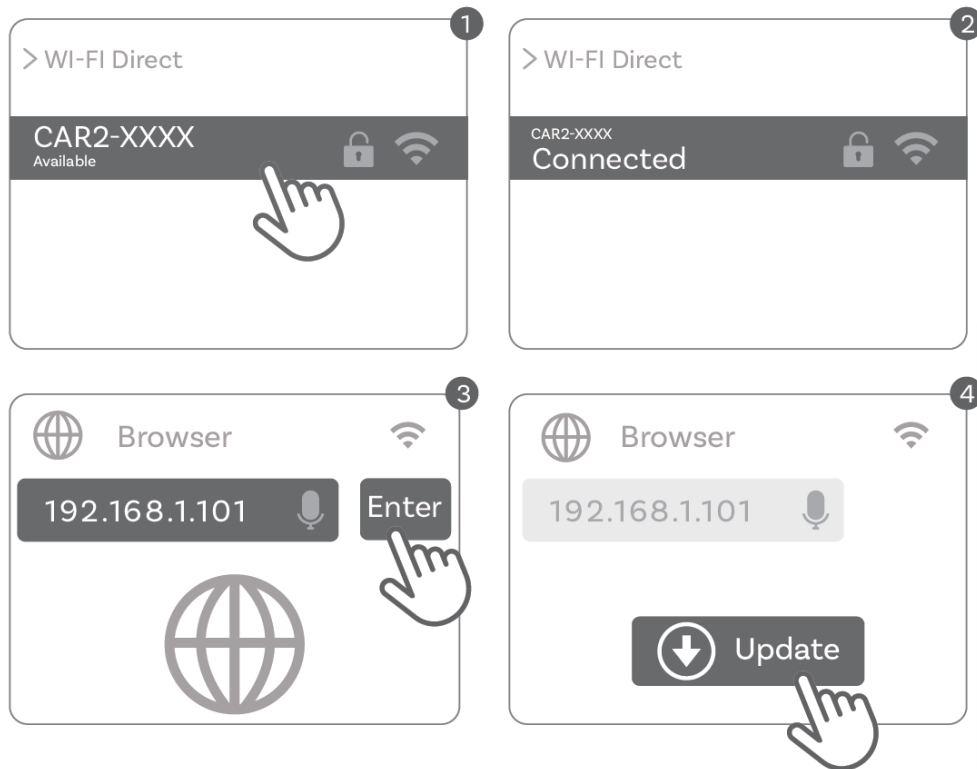 1
> WI-FI Direct
CAR2-XXXX
Available
2
> WI-FI Direct
CAR2-XXXX
Connected
3
Browser
192.168.1.101
Enter
4
Browser
192.168.1.101
Update